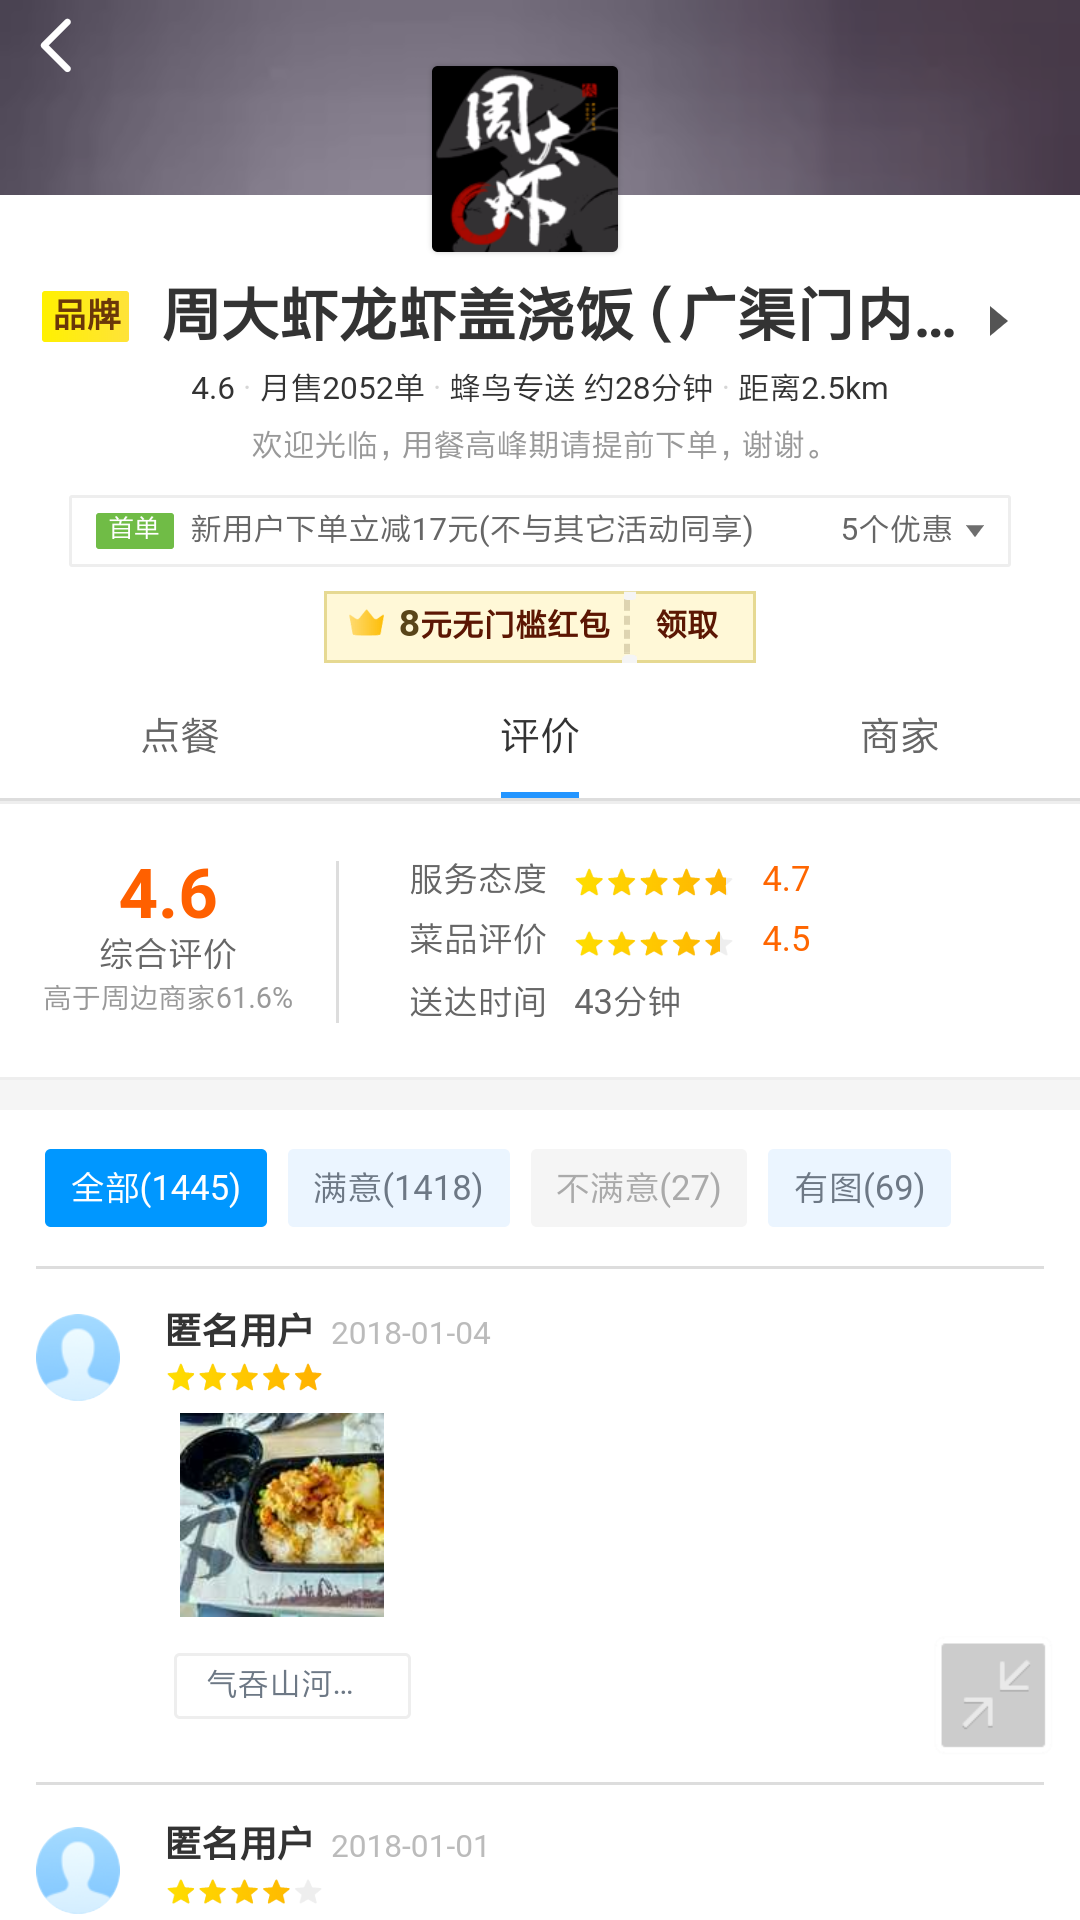 周大虾
品牌 周大虾龙虾盖浇饭（广渠门内...
4.6 · 月售2052单 · 蜂鸟专送 约28分钟 · 距离2.5km
欢迎光临，用餐高峰期请提前下单，谢谢。
首单 新用户下单立减17元(不与其它活动同享) 5个优惠
8元无门槛红包 领取
点餐 评价 商家
4.6
综合评价
高于周边商家61.6%
服务态度 4.7
菜品评价 4.5
送达时间 43分钟
全部(1445) 满意(1418) 不满意(27) 有图(69)
匿名用户 2018-01-04
气吞山河...
匿名用户 2018-01-01